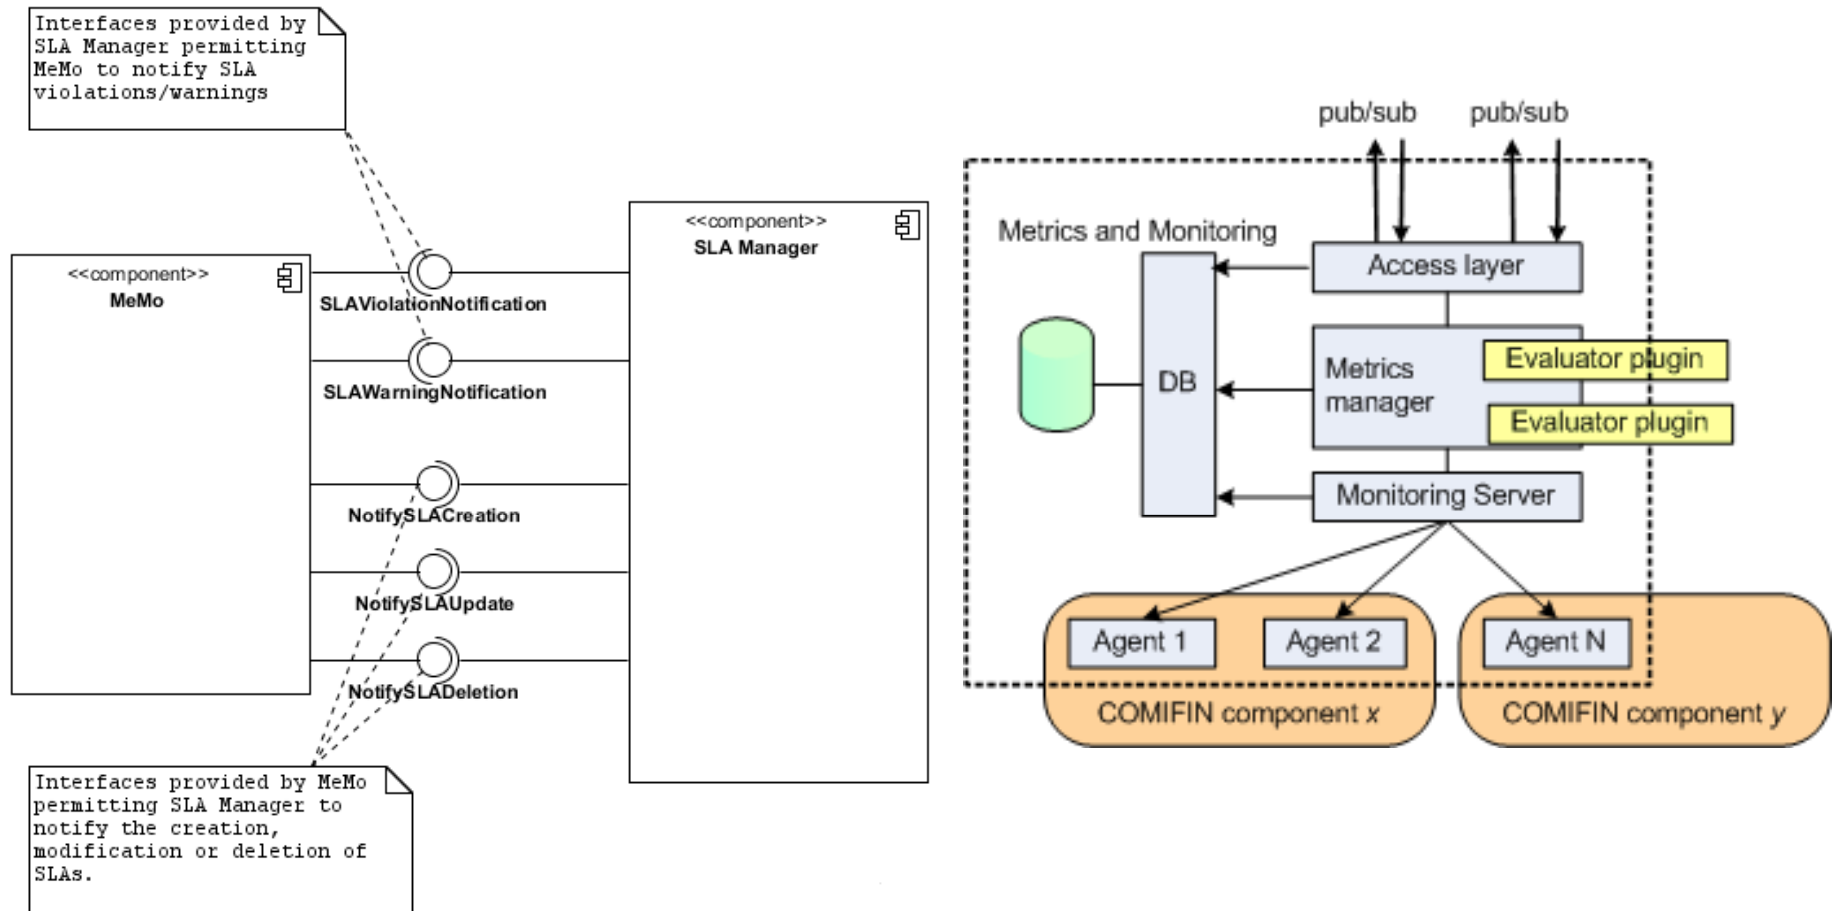 Interfaces provided by
SLA Manager permitting
MeMo to notify SLA
violations/warnings
<<component>>
MeMo
SLAViolationNotification
SLAWarningNotification
NotifySLACreation
NotifySLAUpdate
NotifySLADeletion
<<component>>
SLA Manager
Interfaces provided by MeMo
permitting SLA Manager to
notify the creation,
modification or deletion of
SLAs.
pub/sub
pub/sub
Metrics and Monitoring
Access layer
DB
Metrics
manager
Evaluator plugin
Evaluator plugin
Monitoring Server
Agent 1
Agent 2
Agent N
COMIFIN component x
COMIFIN component y